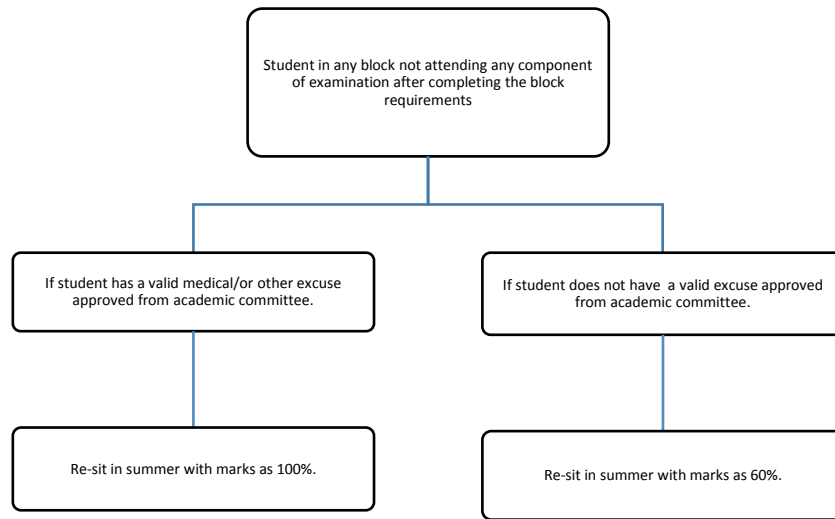 Student in any block not attending any component
of examination after completing the block
requirements
If student has a valid medical/or other excuse
approved from academic committee.
If student does not have a valid excuse approved
from academic committee.
Re-sit in summer with marks as 100%.
Re-sit in summer with marks as 60%.